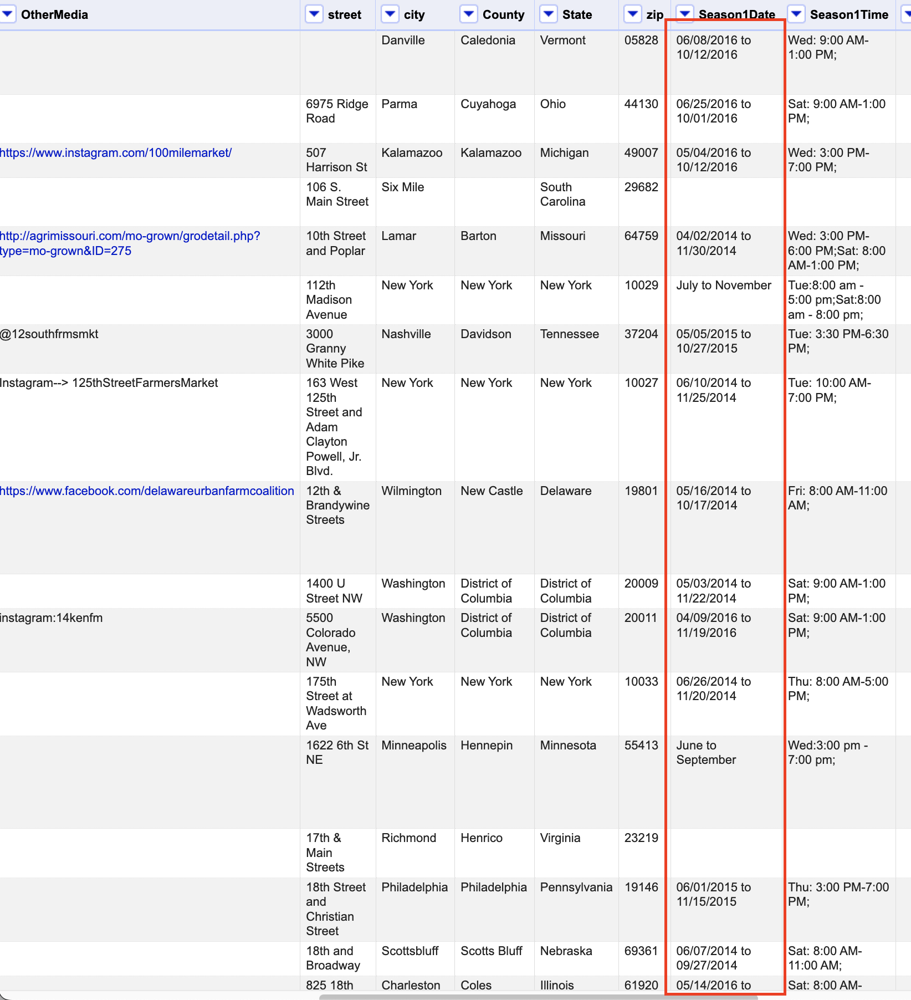 OtherMedia street city County State zip Season1Date Season1Time
Danville Caledonia Vermont 05828 06/08/2016 to Wed: 9:00 AM-
10/12/2016 1:00 PM;
6975 Ridge Parma Cuyahoga Ohio 44130 06/25/2016 to Sat: 9:00 AM-1:00
Road 10/01/2016 PM;
https://www.instagram.com/100milemarket/ 507 Kalamazoo Kalamazoo Michigan 49007 05/04/2016 to Wed: 3:00 PM-
Harrison St 10/12/2016 7:00 PM;
106 S. Six Mile South 29682
Main Street Carolina
http://agrimissouri.com/mo-grown/grodetail.php? 10th Street Lamar Barton Missouri 64759 04/02/2014 to Wed: 3:00 PM-
type=mo-grown&ID=275 and Poplar 11/30/2014 6:00 PM;Sat: 8:00
AM-1:00 PM;
112th New York New York New York 10029 July to November Tue:8:00 am -
Madison 5:00 pm;Sat:8:00
Avenue am - 8:00 pm;
@12southfrmsmkt 3000 Nashville Davidson Tennessee 37204 05/05/2015 to Tue: 3:30 PM-6:30
Granny 10/27/2015 PM;
White Pike
Instagram--> 125thStreetFarmersMarket 163 West New York New York New York 10027 06/10/2014 to Tue: 10:00 AM-
125th 11/25/2014 7:00 PM;
Street and
Adam
Clayton
Powell, Jr.
Blvd.
https://www.facebook.com/delawareurbanfarmcoalition 12th & Wilmington New Castle Delaware 19801 05/16/2014 to Fri: 8:00 AM-11:00
Brandywine 10/17/2014 AM;
Streets
1400 U Washington District of District of 20009 05/03/2014 to Sat: 9:00 AM-1:00
Street NW Columbia Columbia 11/22/2014 PM;
instagram:14kenfm 5500 Washington District of District of 20011 04/09/2016 to Sat: 9:00 AM-1:00
Colorado Columbia Columbia 11/19/2016 PM;
Avenue,
NW
175th New York New York New York 10033 06/26/2014 to Thu: 8:00 AM-5:00
Street at 11/20/2014 PM;
Wadsworth
Ave
1622 6th St Minneapolis Hennepin Minnesota 55413 June to Wed:3:00 pm -
NE September 7:00 pm;
17th & Richmond Henrico Virginia 23219
Main
Streets
18th Street Philadelphia Philadelphia Pennsylvania 19146 06/01/2015 to Thu: 3:00 PM-7:00
and 11/15/2015 PM;
Christian
Street
18th and Scottsbluff Scotts Bluff Nebraska 69361 06/07/2014 to Sat: 8:00 AM-
Broadway 09/27/2014 11:00 AM;
825 18th Charleston Coles Illinois 61920 05/14/2016 to Sat: 8:00 AM-